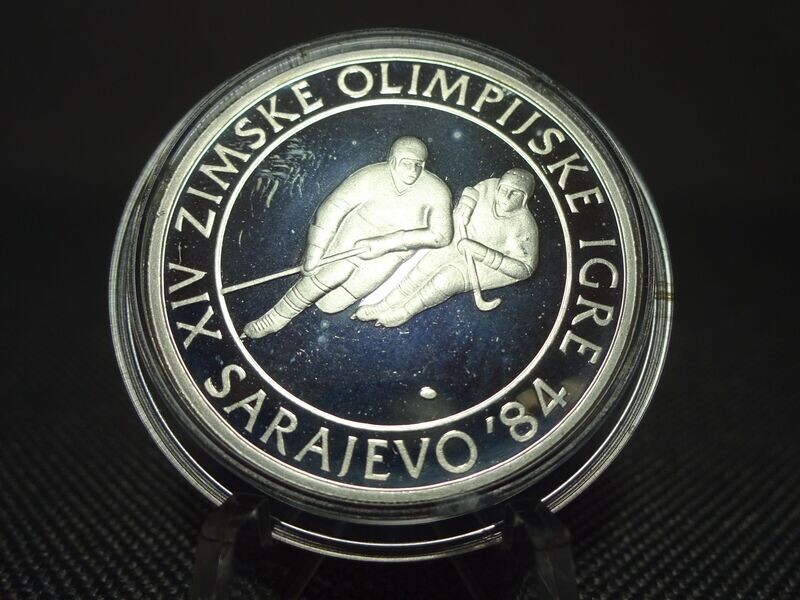 XIV ZIMSKE OLIMPIJSKE IGRE
SARAJEVO '84